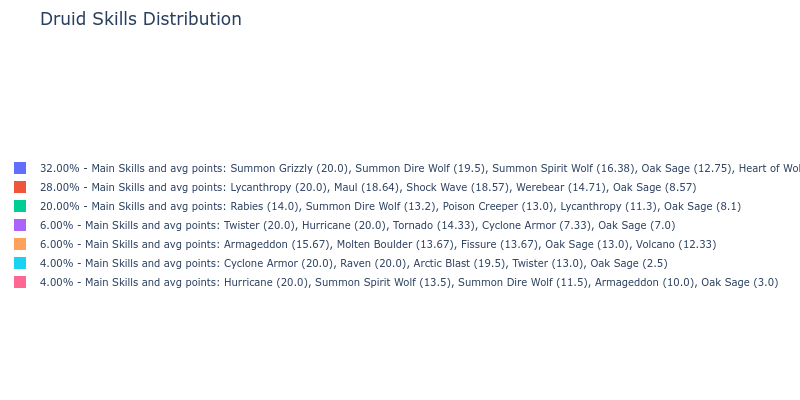 Druid Skills Distribution
32.00% - Main Skills and avg points: Summon Grizzly (20.0), Summon Dire Wolf (19.5), Summon Spirit Wolf (16.38), Oak Sage (12.75), Heart of
28.00% - Main Skills and avg points: Lycanthropy (20.0), Maul (18.64), Shock Wave (18.57), Werebear (14.71), Oak Sage (8.57)
20.00% - Main Skills and avg points: Rabies (14.0), Summon Dire Wolf (13.2), Poison Creeper (13.0), Lycanthropy (11.3), Oak Sage (8.1)
6.00% - Main Skills and avg points: Twister (20.0), Hurricane (20.0), Tornado (14.33), Cyclone Armor (7.33), Oak Sage (7.0)
6.00% - Main Skills and avg points: Armageddon (15.67), Molten Boulder (13.67), Fissure (13.67), Oak Sage (13.0), Volcano (12.33)
4.00% - Main Skills and avg points: Cyclone Armor (20.0), Raven (20.0), Arctic Blast (19.5), Twister (13.0), Oak Sage (2.5)
4.00% - Main Skills and avg points: Hurricane (20.0), Summon Spirit Wolf (13.5), Summon Dire Wolf (11.5), Armageddon (10.0), Oak Sage (3.0)